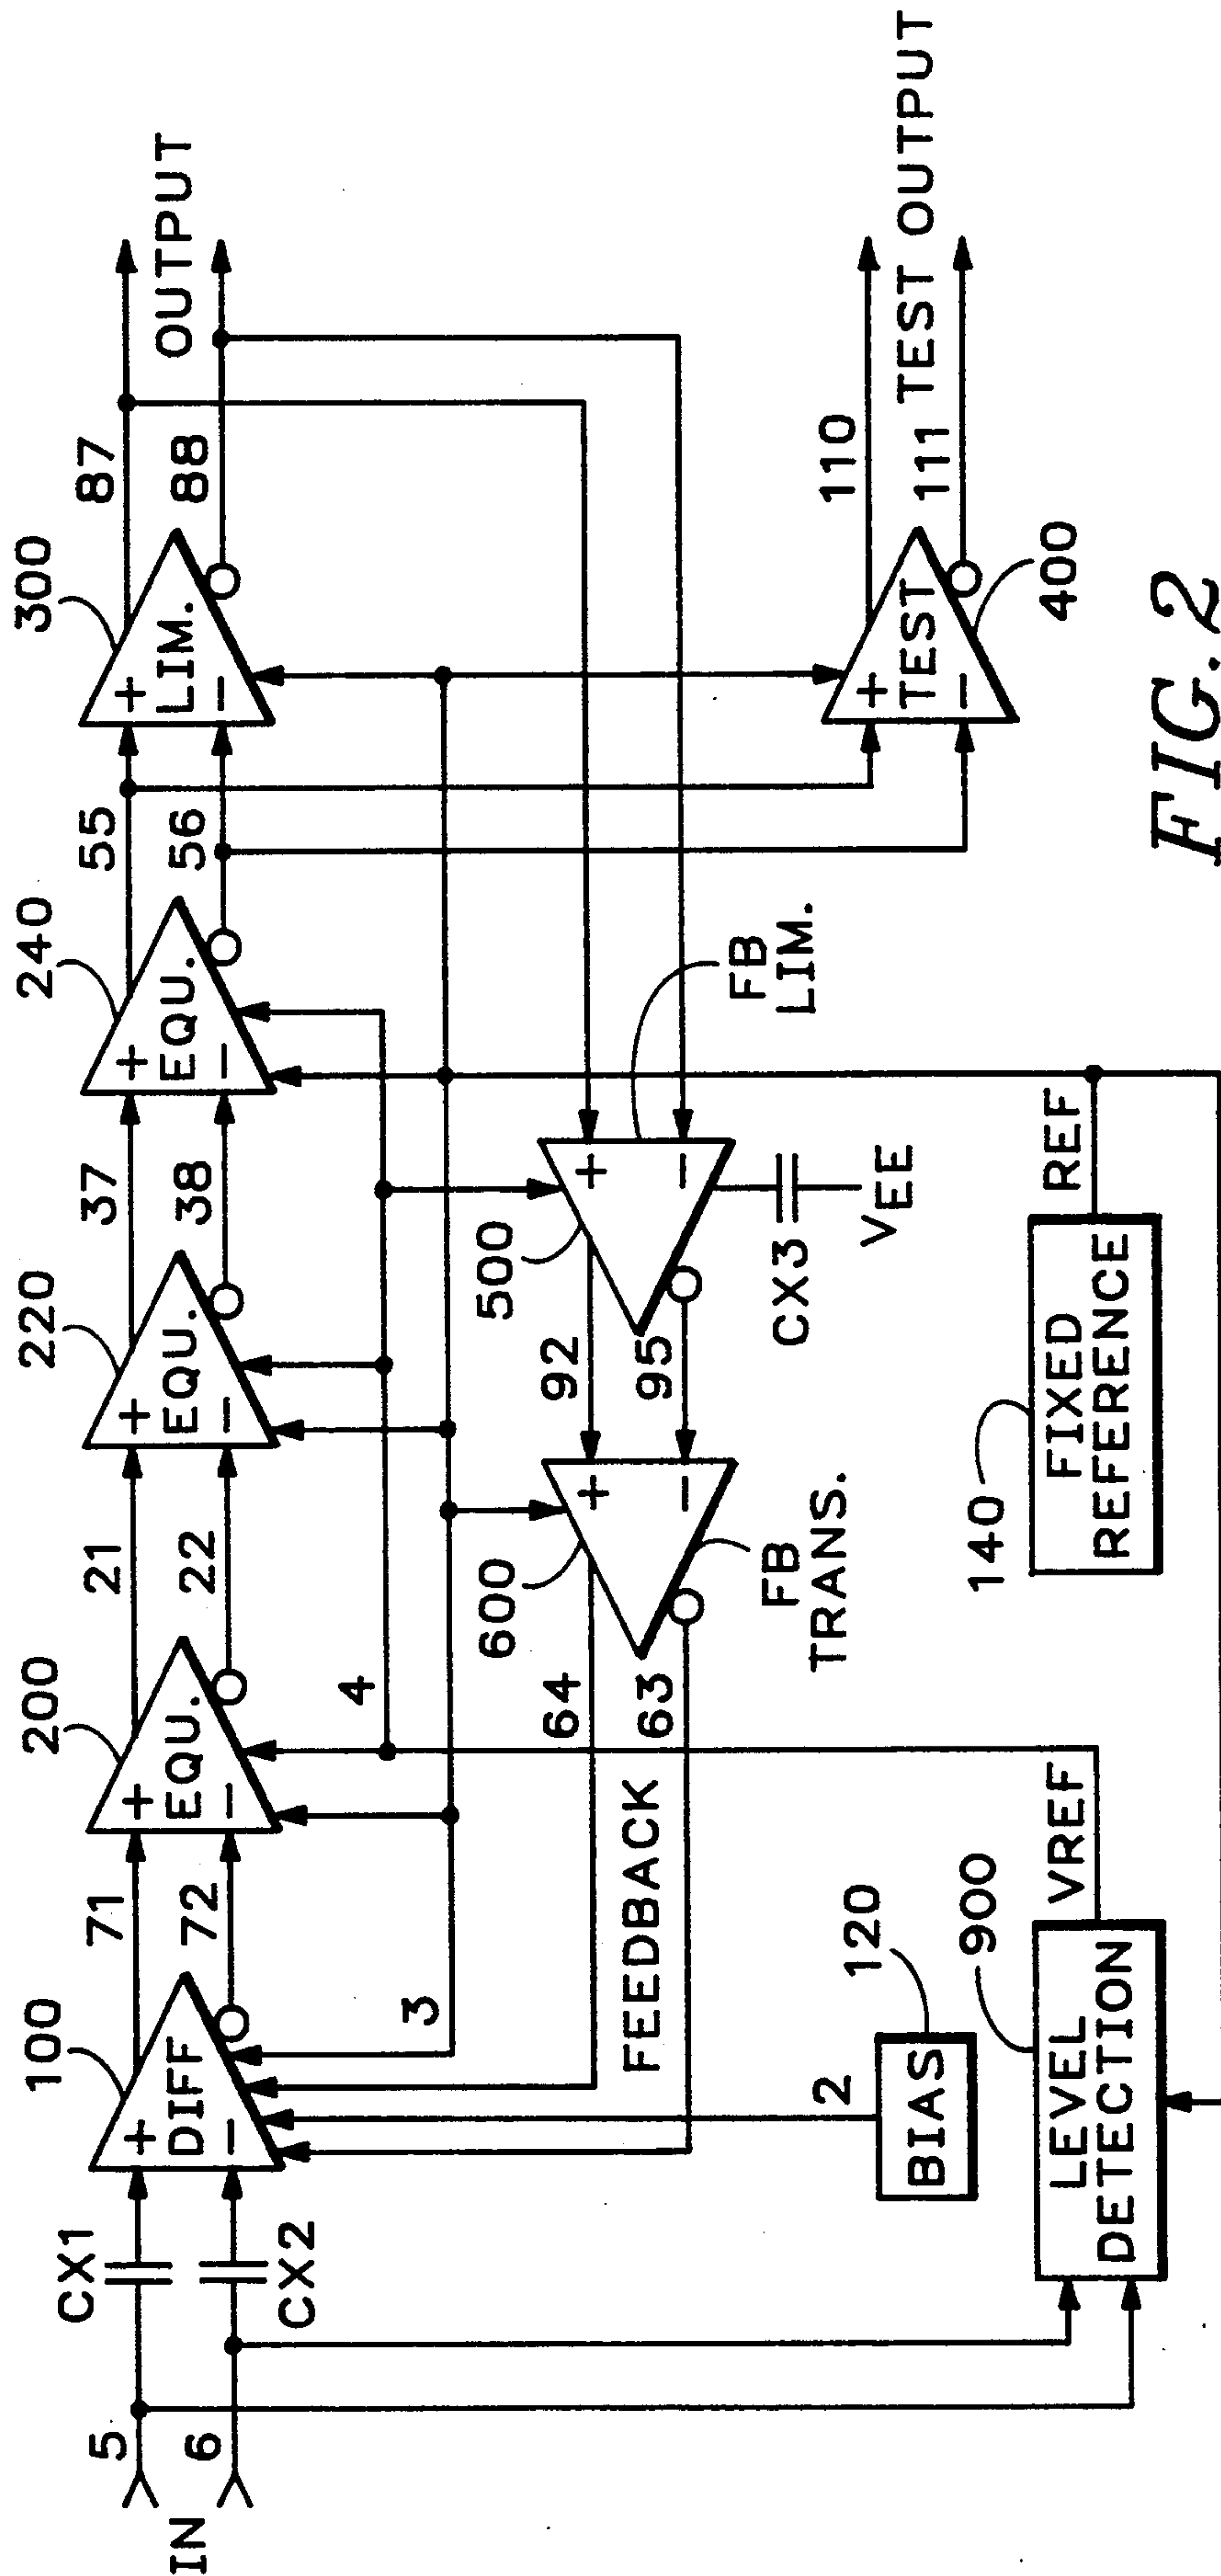 IN
5
6
CX1
CX2
100
+
DIFF
−
71
72
200
+
EQU.
−
21
22
220
+
EQU.
−
37
38
240
+
EQU.
−
55
56
300
+
LIM.
−
87
88
OUTPUT
3
4
64
63
FEEDBACK
600
+
−
FB
TRANS.
92
95
500
+
−
FB
LIM.
CX3
VEE
2
120
BIAS
900
LEVEL
DETECTION
VREF
140
FIXED
REFERENCE
REF
+
TEST
−
400
110
111 TEST OUTPUT
FIG. 2